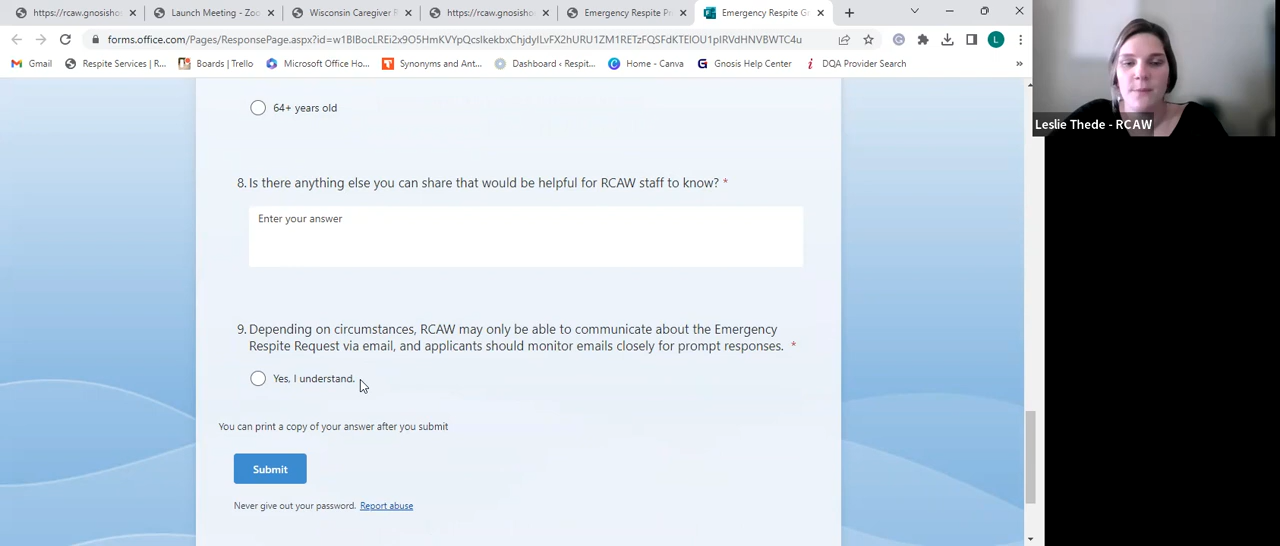 https://rcaw.gnosisho
Launch Meeting - Zoo
Wisconsin Caregiver R
https://rcaw.gnosisho
Emergency Respite Pr
Emergency Respite Gr
forms.office.com/Pages/ResponsePage.aspx?id=
Gmail
Respite Services | R...
Boards | Trello
Microsoft Office Ho...
Synonyms and Ant...
Dashboard ‹ Respit...
Home - Canva
Gnosis Help Center
DQA Provider Search
»
L
64+ years old
8. Is there anything else you can share that would be helpful for RCAW staff to know? *
Enter your answer
9. Depending on circumstances, RCAW may only be able to communicate about the Emergency
Respite Request via email, and applicants should monitor emails closely for prompt responses. *
Yes, I understand.
You can print a copy of your answer after you submit
Submit
Never give out your password. Report abuse
Leslie Thede - RCAW